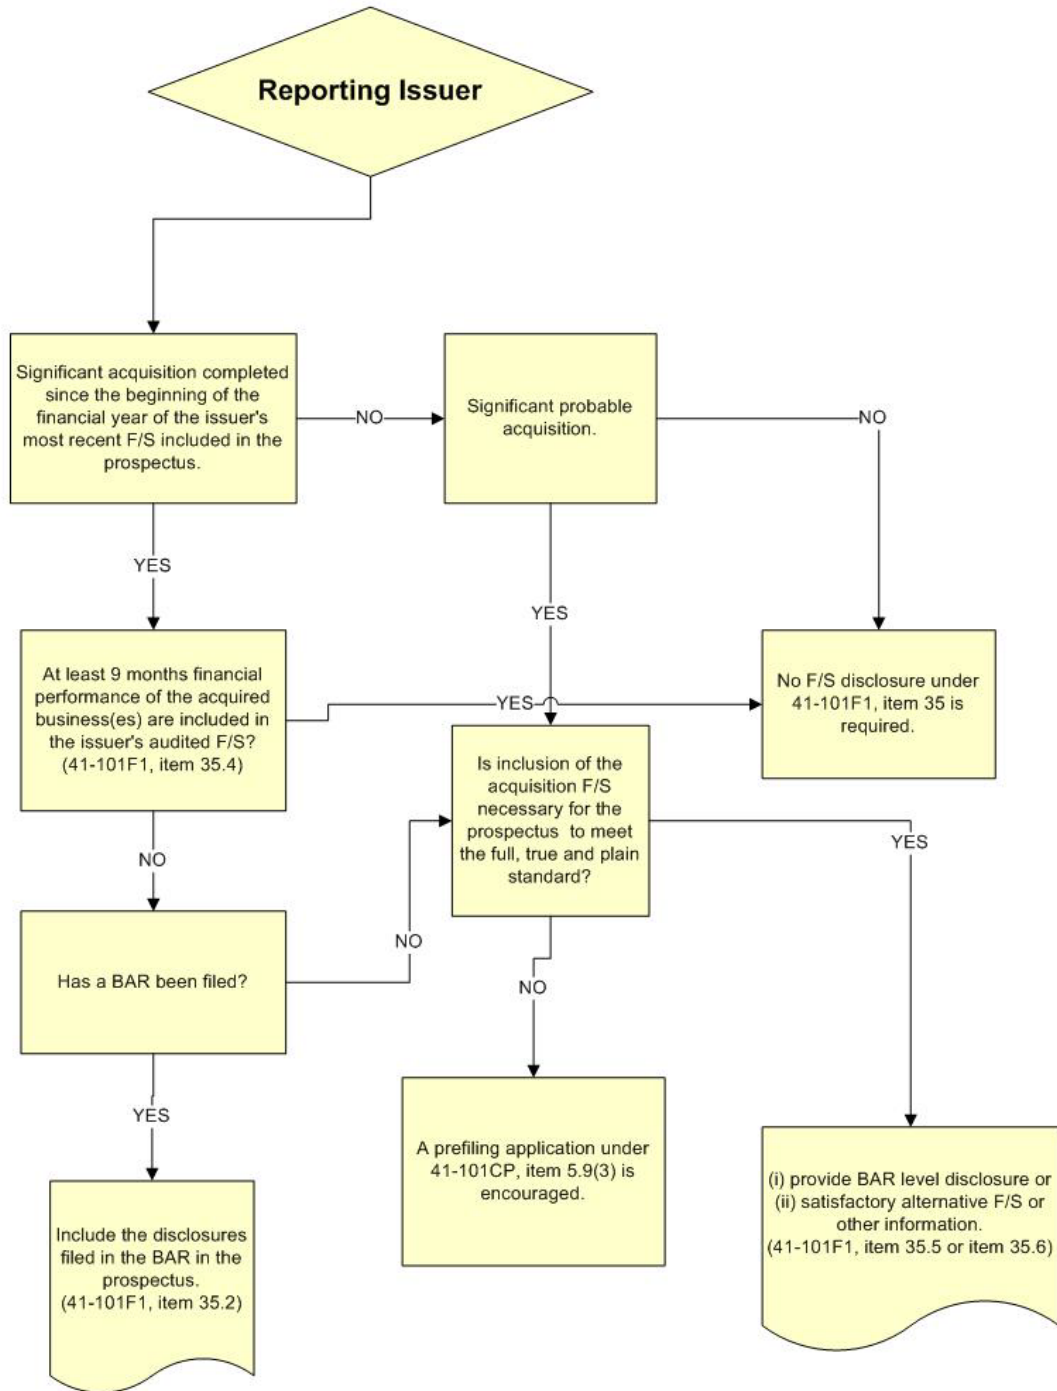 Reporting Issuer
Significant acquisition completed
since the beginning of the
financial year of the issuer's
most recent F/S included in the
prospectus.
NO
Significant probable
acquisition.
NO
YES
YES
At least 9 months financial
performance of the acquired
business(es) are included in
the issuer's audited F/S?
(41-101F1, item 35.4)
YES
No F/S disclosure under
41-101F1, item 35 is
required.
Is inclusion of the
acquisition F/S
necessary for the
prospectus to meet
the full, true and plain
standard?
YES
NO
Has a BAR been filed?
NO
NO
YES
A prefiling application under
41-101CP, item 5.9(3) is
encouraged.
(i) provide BAR level disclosure or
(ii) satisfactory alternative F/S or
other information.
(41-101F1, item 35.5 or item 35.6)
Include the disclosures
filed in the BAR in the
prospectus.
(41-101F1, item 35.2)